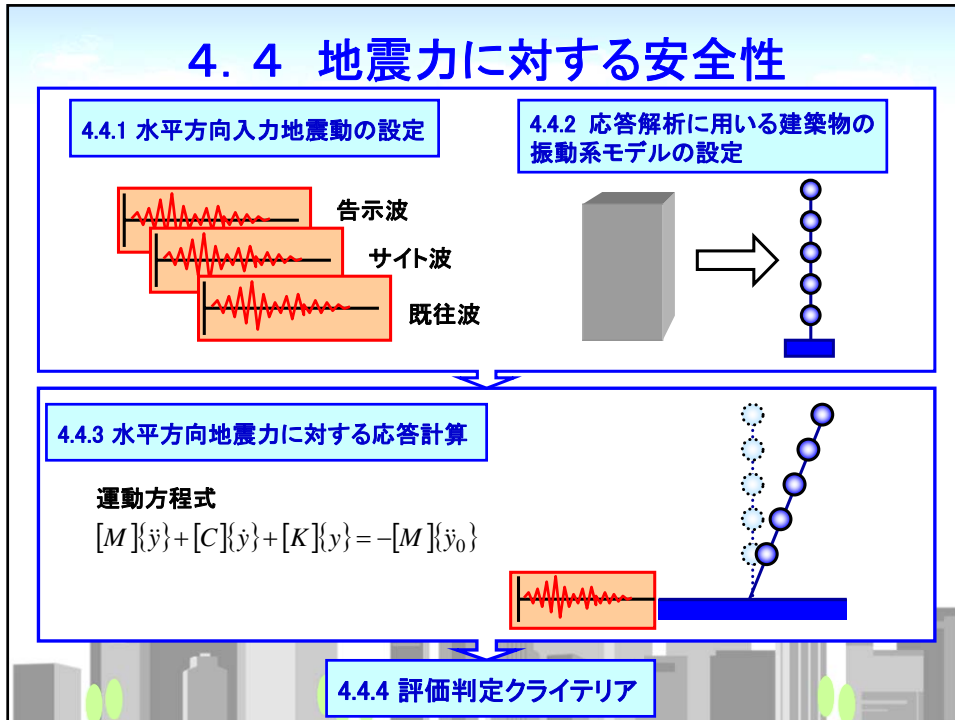 4．4　地震力に対する安全性
4.4.1 水平方向入力地震動の設定
4.4.2 応答解析に用いる建築物の
振動系モデルの設定
告示波
サイト波
既往波
4.4.3 水平方向地震力に対する応答計算
運動方程式
[M]{ÿ}+[C]{ẏ}+[K]{y}=−[M]{ÿ₀}
4.4.4 評価判定クライテリア